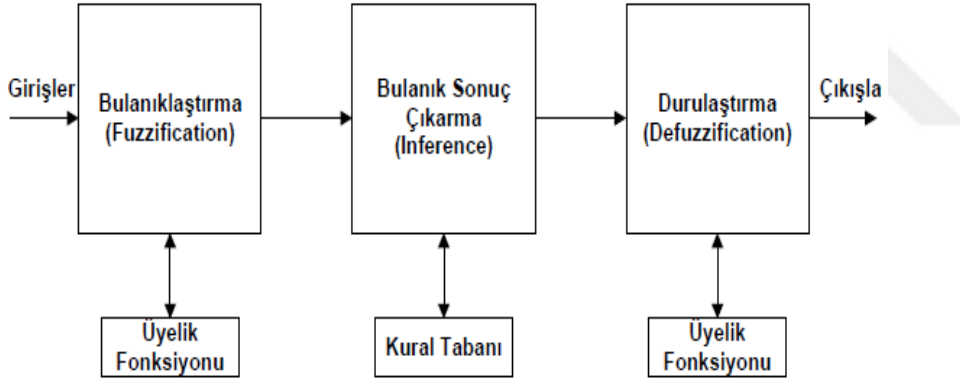 Girişler
Bulanıklaştırma
(Fuzzification)
Bulanık Sonuç
Çıkarma
(Inference)
Durulaştırma
(Defuzzification)
Çıkışla
Üyelik
Fonksiyonu
Kural Tabanı
Üyelik
Fonksiyonu